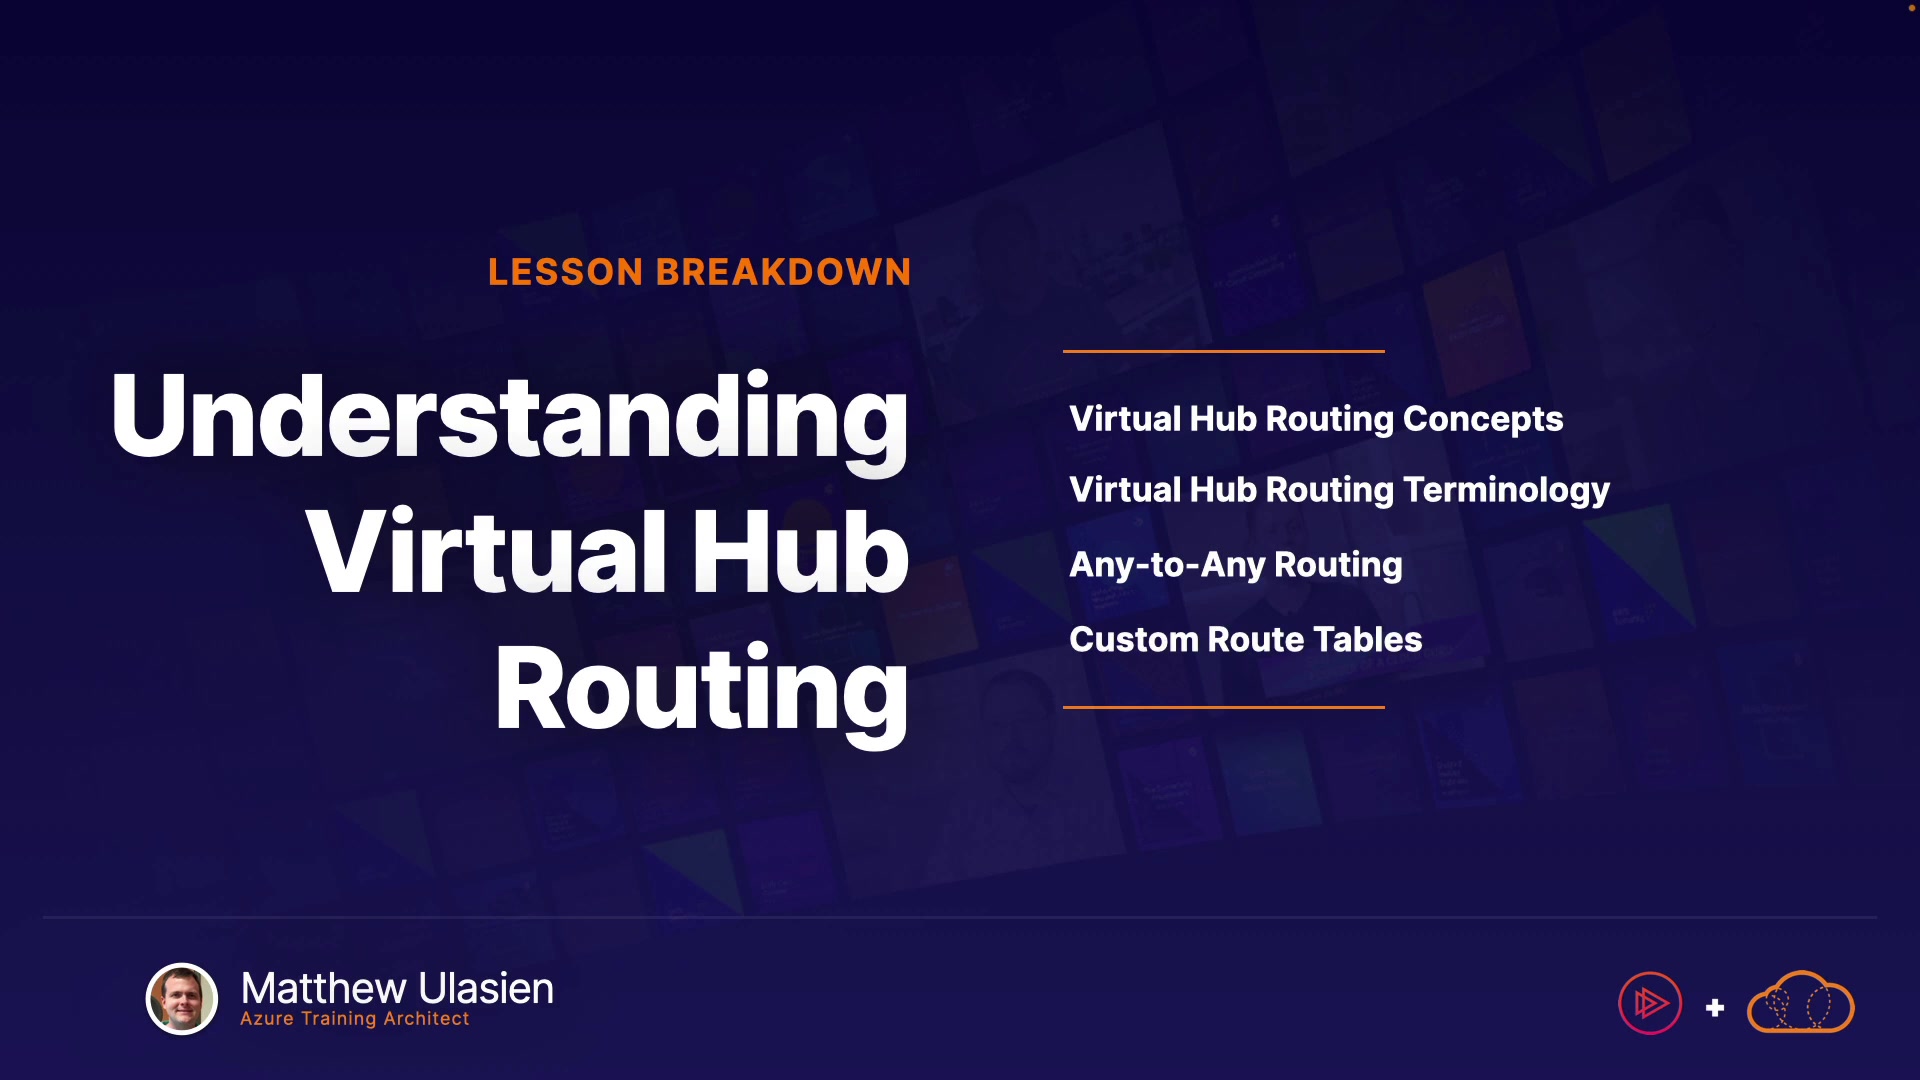 LESSON BREAKDOWN
Understanding
Virtual Hub
Routing
Virtual Hub Routing Concepts
Virtual Hub Routing Terminology
Any-to-Any Routing
Custom Route Tables
Matthew Ulasien
Azure Training Architect